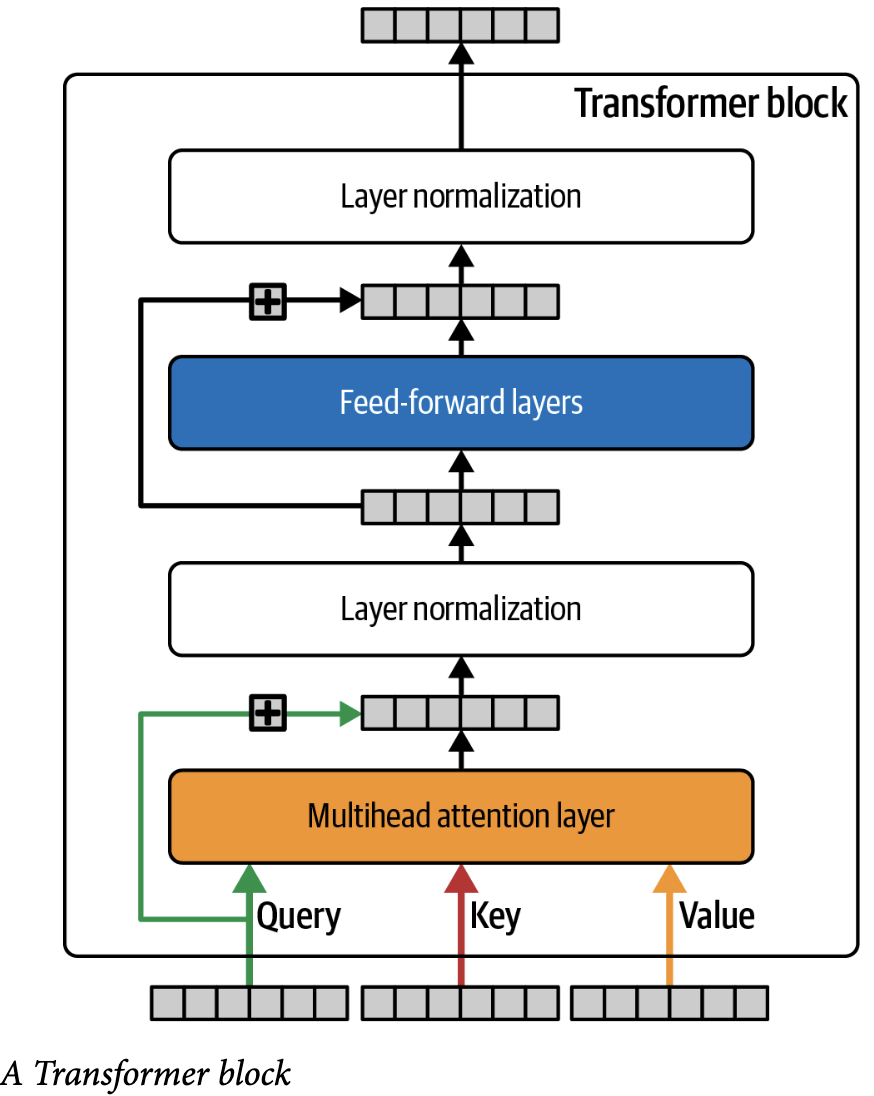 Transformer block
Layer normalization
Feed-forward layers
Layer normalization
Multihead attention layer
Query Key Value
A Transformer block